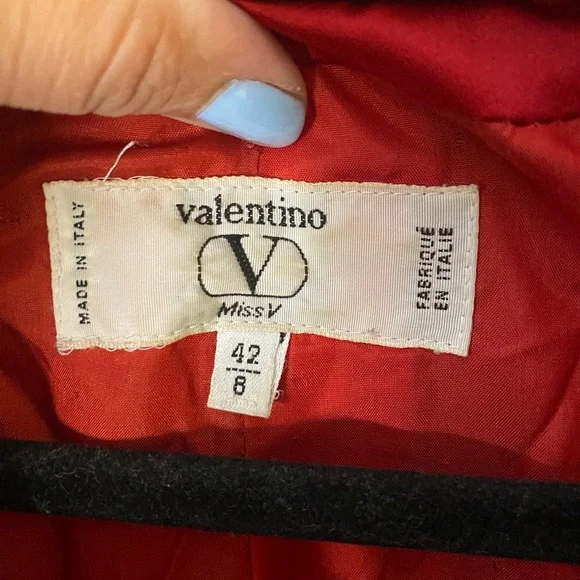 MADE IN ITALY
valentino
V
Miss V
FABRIQUÉ
EN ITALIE
42
8